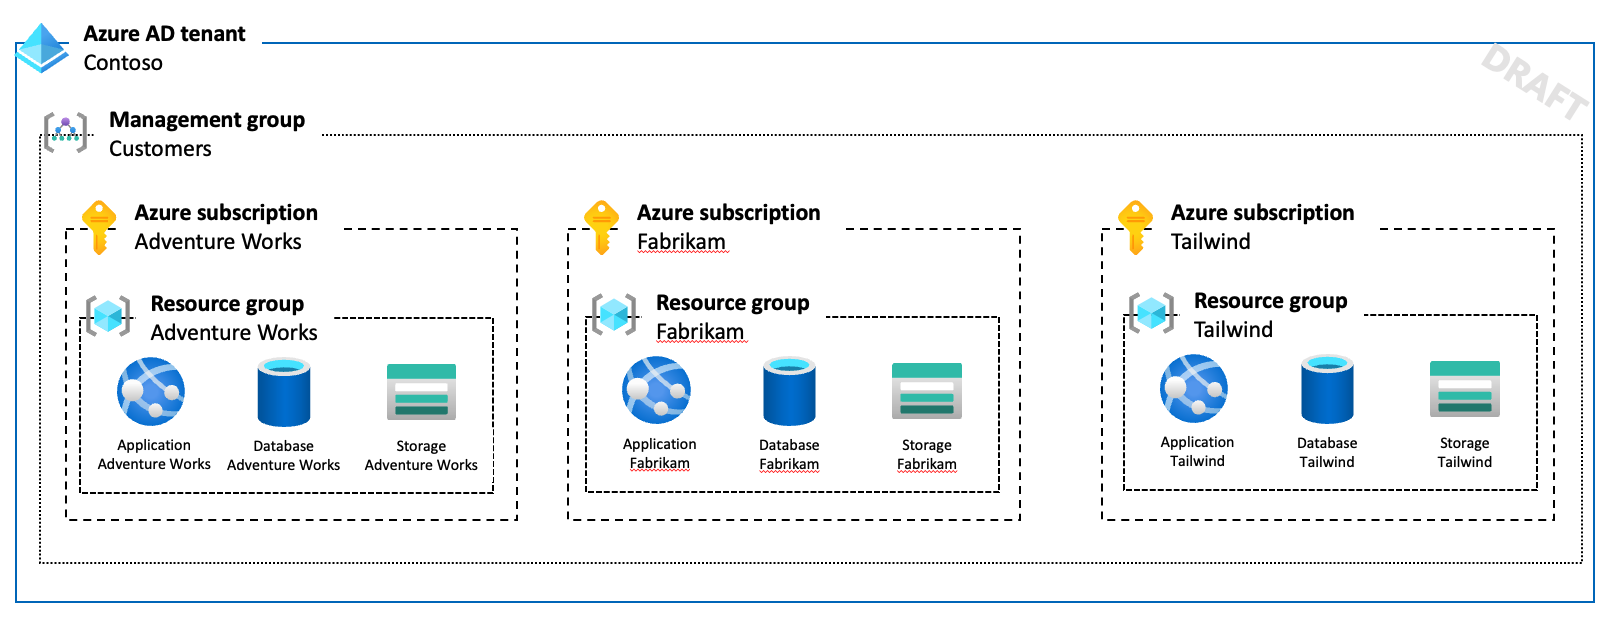 Azure AD tenant
Contoso
DRAFT
Management group
Customers
Azure subscription
Adventure Works
Resource group
Adventure Works
Application
Adventure Works
Database
Adventure Works
Storage
Adventure Works
Azure subscription
Fabrikam
Resource group
Fabrikam
Application
Fabrikam
Database
Fabrikam
Storage
Fabrikam
Azure subscription
Tailwind
Resource group
Tailwind
Application
Tailwind
Database
Tailwind
Storage
Tailwind